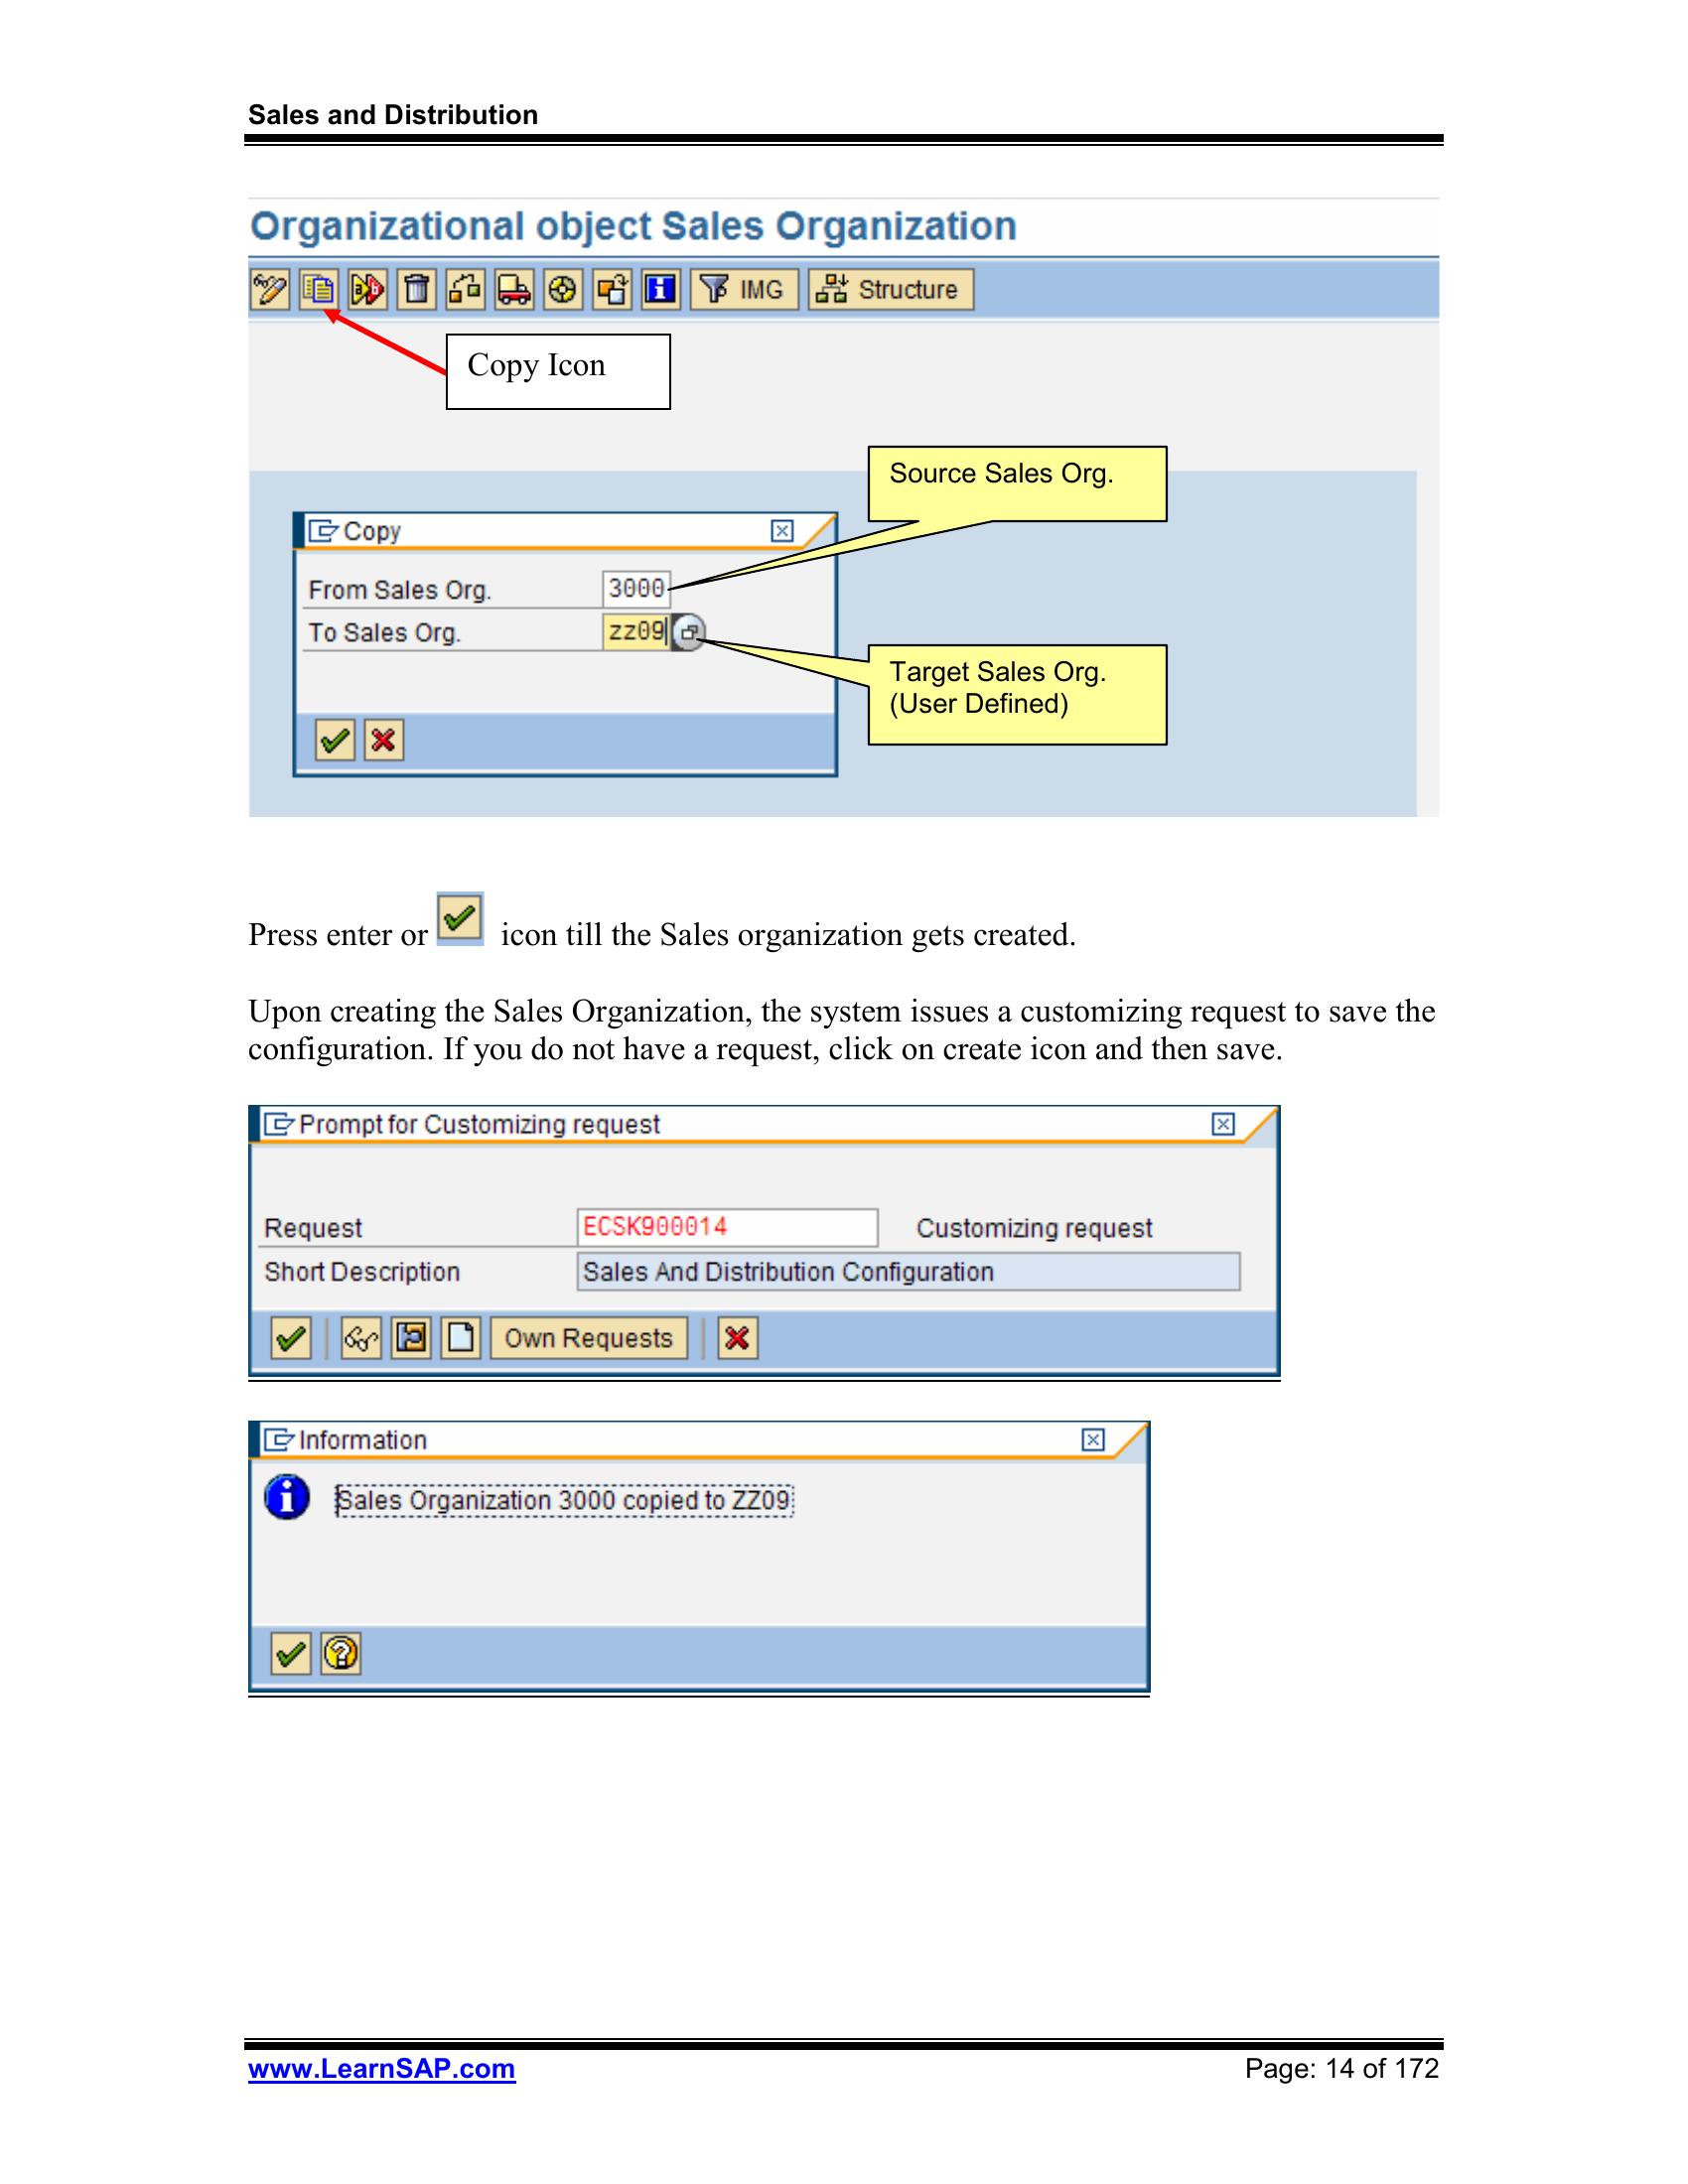 Sales and Distribution
Organizational object Sales Organization
IMG Structure
Copy Icon
Source Sales Org.
Copy
From Sales Org. 3000
To Sales Org. zz09
Target Sales Org.
(User Defined)
Press enter or icon till the Sales organization gets created.
Upon creating the Sales Organization, the system issues a customizing request to save the
configuration. If you do not have a request, click on create icon and then save.
Prompt for Customizing request
Request ECSK900014 Customizing request
Short Description Sales And Distribution Configuration
Own Requests
Information
Sales Organization 3000 copied to ZZ09
www.LearnSAP.com Page: 14 of 172